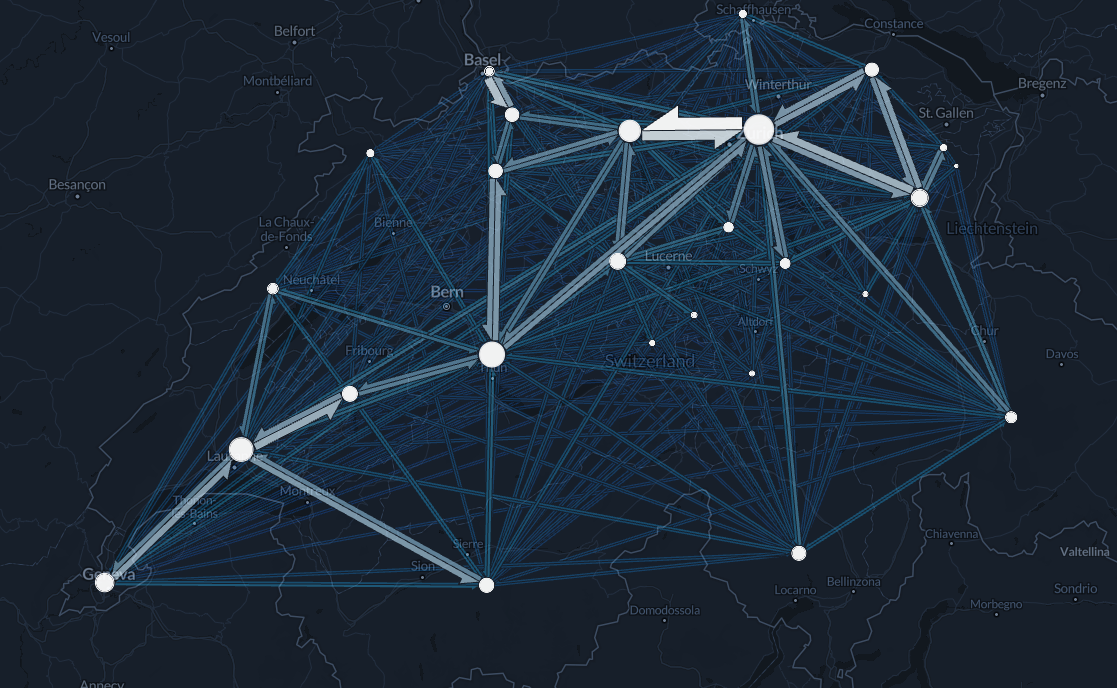 Schaffhausen
Constance
Vesoul
Belfort
Basel
Montbéliard
Winterthur
Bregenz
St. Gallen
Besançon
La Chaux-
de-Fonds
Bienne
Liechtenstein
Lucerne
Schwyz
Neuchâtel
Bern
Altdorf
Chur
Fribourg
Switzerland
Davos
Montreux
Thonon-
les-Bains
Sierre
Sion
Geneva
Chiavenna
Valtellina
Bellinzona
Locarno
Sondrio
Domodossola
Morbegno
Annecy